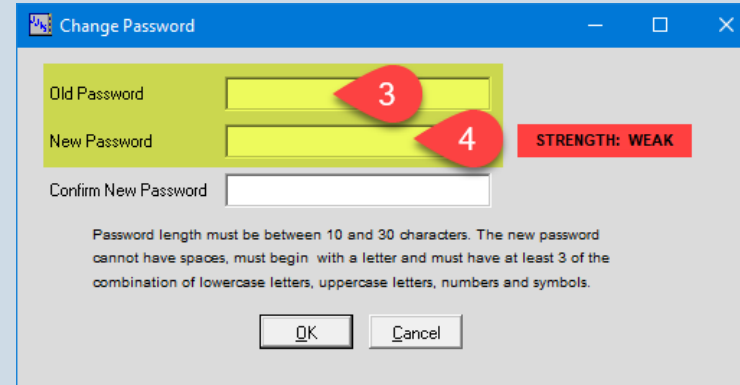 Change Password
Old Password 3
New Password 4 STRENGTH: WEAK
Confirm New Password
Password length must be between 10 and 30 characters. The new password
cannot have spaces, must begin with a letter and must have at least 3 of the
combination of lowercase letters, uppercase letters, numbers and symbols.
OK Cancel